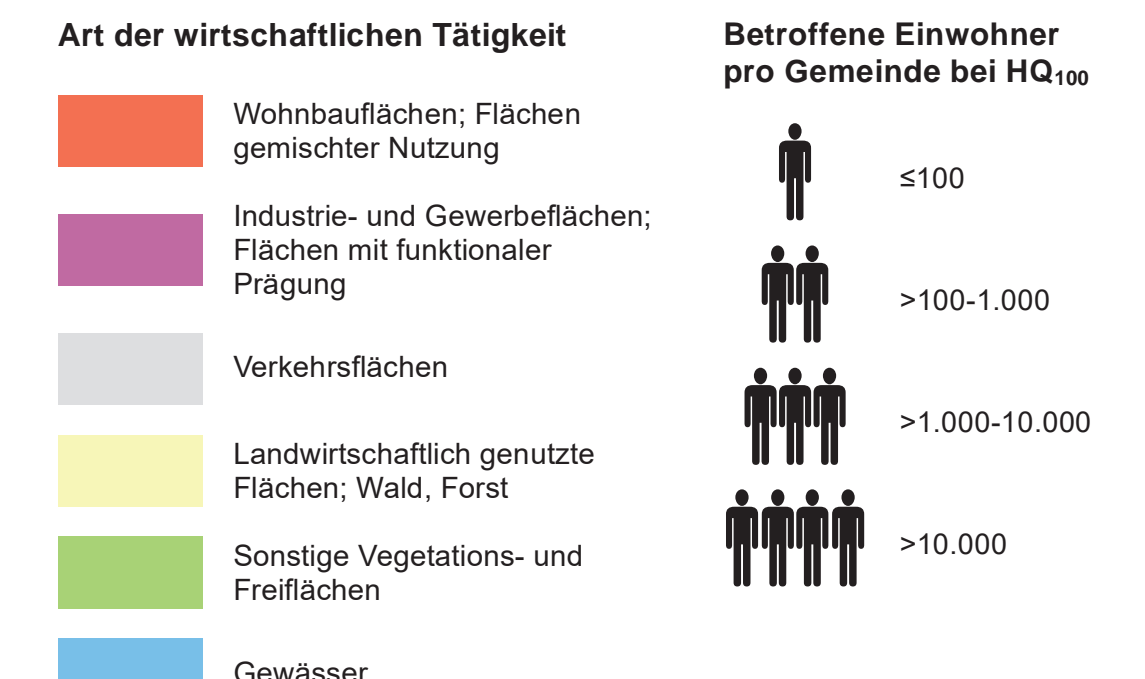 Art der wirtschaftlichen Tätigkeit
Wohnbauflächen; Flächen
gemischter Nutzung
Industrie- und Gewerbeflächen;
Flächen mit funktionaler
Prägung
Verkehrsflächen
Landwirtschaftlich genutzte
Flächen; Wald, Forst
Sonstige Vegetations- und
Freiflächen
Gewässer
Betroffene Einwohner
pro Gemeinde bei HQ₁₀₀
≤100
>100-1.000
>1.000-10.000
>10.000